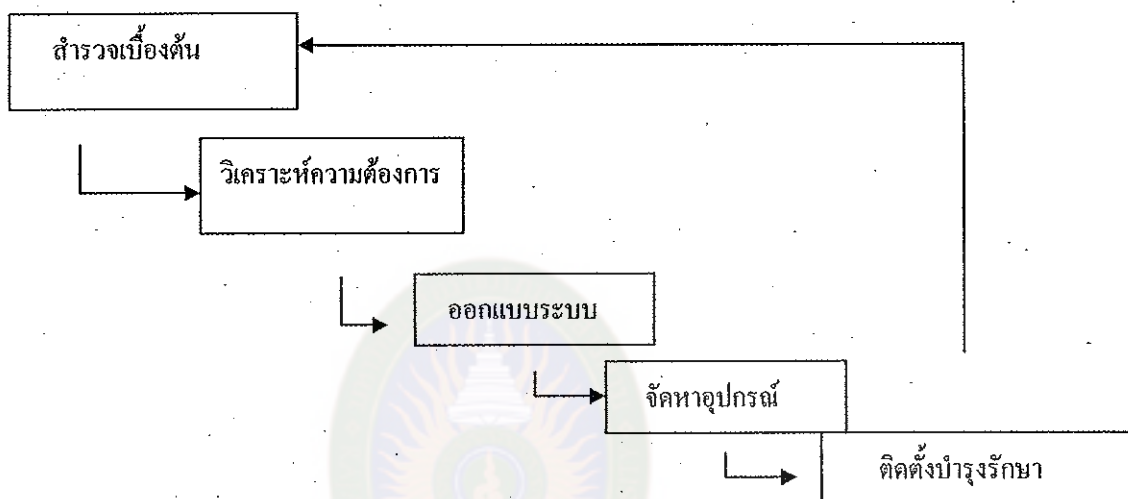 สำรวจเบื้องต้น
วิเคราะห์ความต้องการ
ออกแบบระบบ
จัดหาอุปกรณ์
ติดตั้งบำรุงรักษา